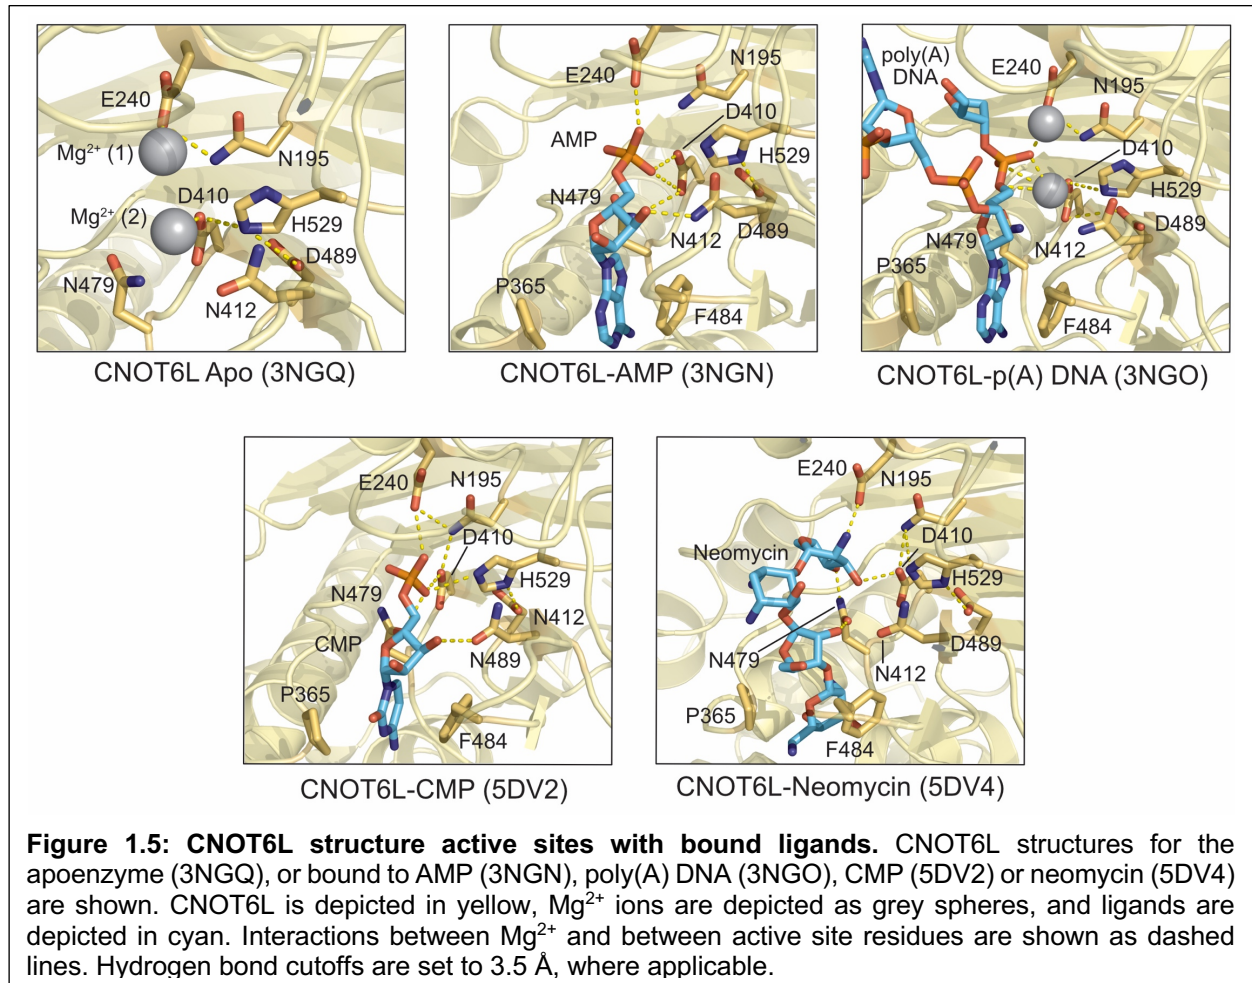 E240
N195
Mg²⁺ (1)
D410
H529
Mg²⁺ (2)
D489
N479
N412
CNOT6L Apo (3NGQ)
E240
N195
AMP
D410
H529
N479
D489
N412
P365
F484
CNOT6L-AMP (3NGN)
poly(A)
DNA
E240
N195
D410
H529
D489
N479
N412
P365
F484
CNOT6L-p(A) DNA (3NGO)
E240
N195
D410
H529
N479
N412
CMP
N489
P365
F484
CNOT6L-CMP (5DV2)
E240
N195
D410
Neomycin
H529
D489
N479
N412
P365
F484
CNOT6L-Neomycin (5DV4)
Figure 1.5: CNOT6L structure active sites with bound ligands. CNOT6L structures for the
apoenzyme (3NGQ), or bound to AMP (3NGN), poly(A) DNA (3NGO), CMP (5DV2) or neomycin (5DV4)
are shown. CNOT6L is depicted in yellow, Mg²⁺ ions are depicted as grey spheres, and ligands are
depicted in cyan. Interactions between Mg²⁺ and between active site residues are shown as dashed
lines. Hydrogen bond cutoffs are set to 3.5 Å, where applicable.